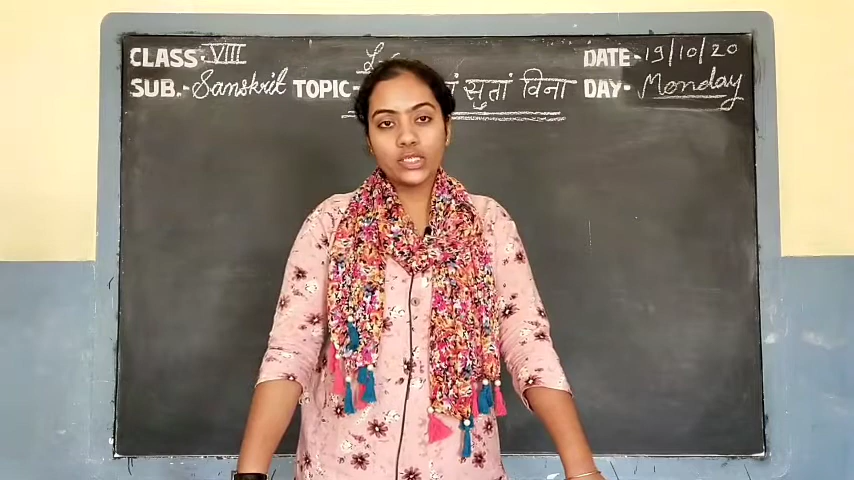 CLASS- VIII DATE- 19/10/20
SUB.- Sanskrit TOPIC- सुतां विना DAY- Monday